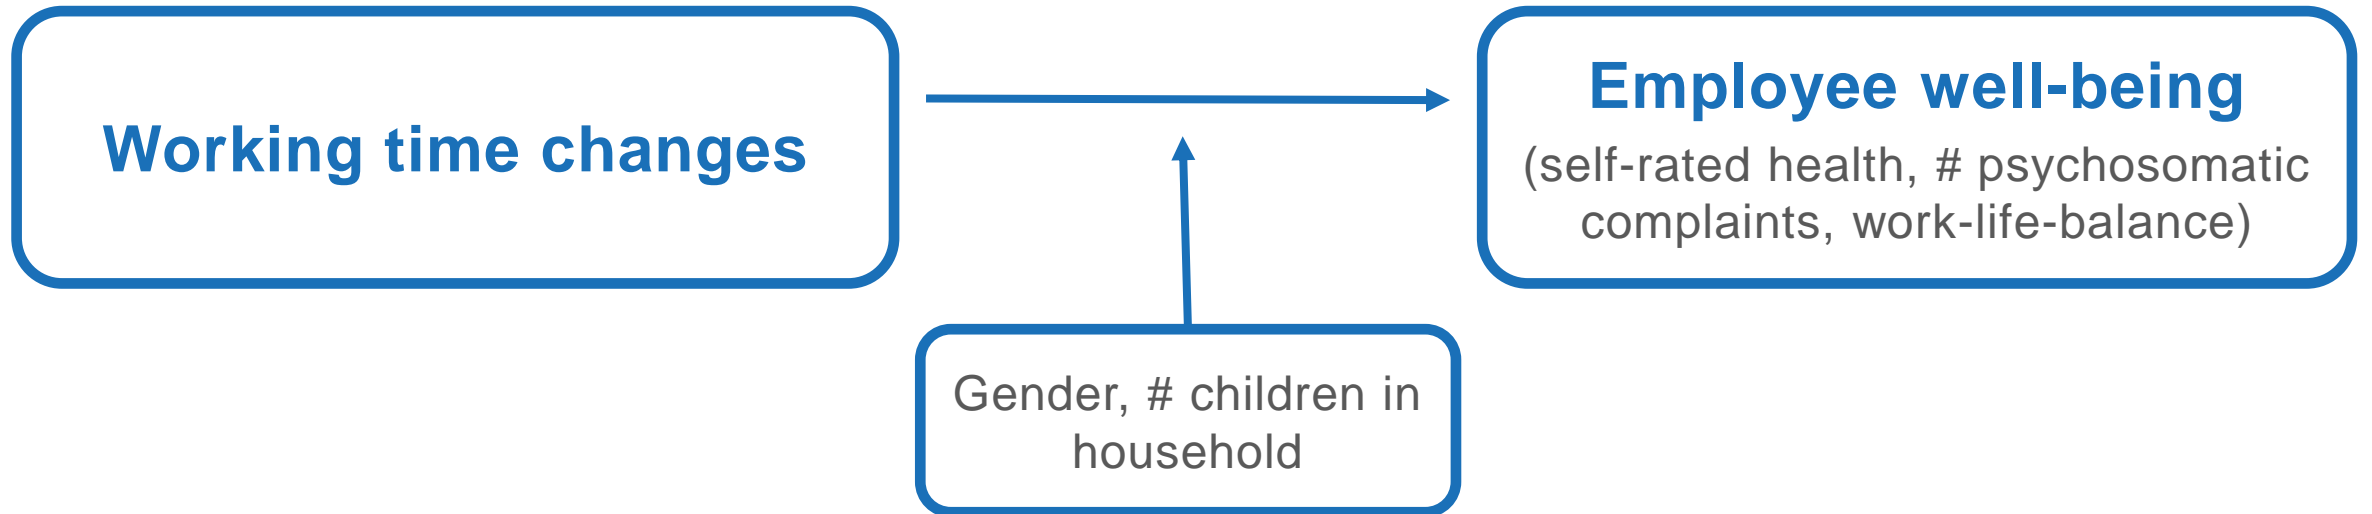 Working time changes
Employee well-being
(self-rated health, # psychosomatic
complaints, work-life-balance)
Gender, # children in
household